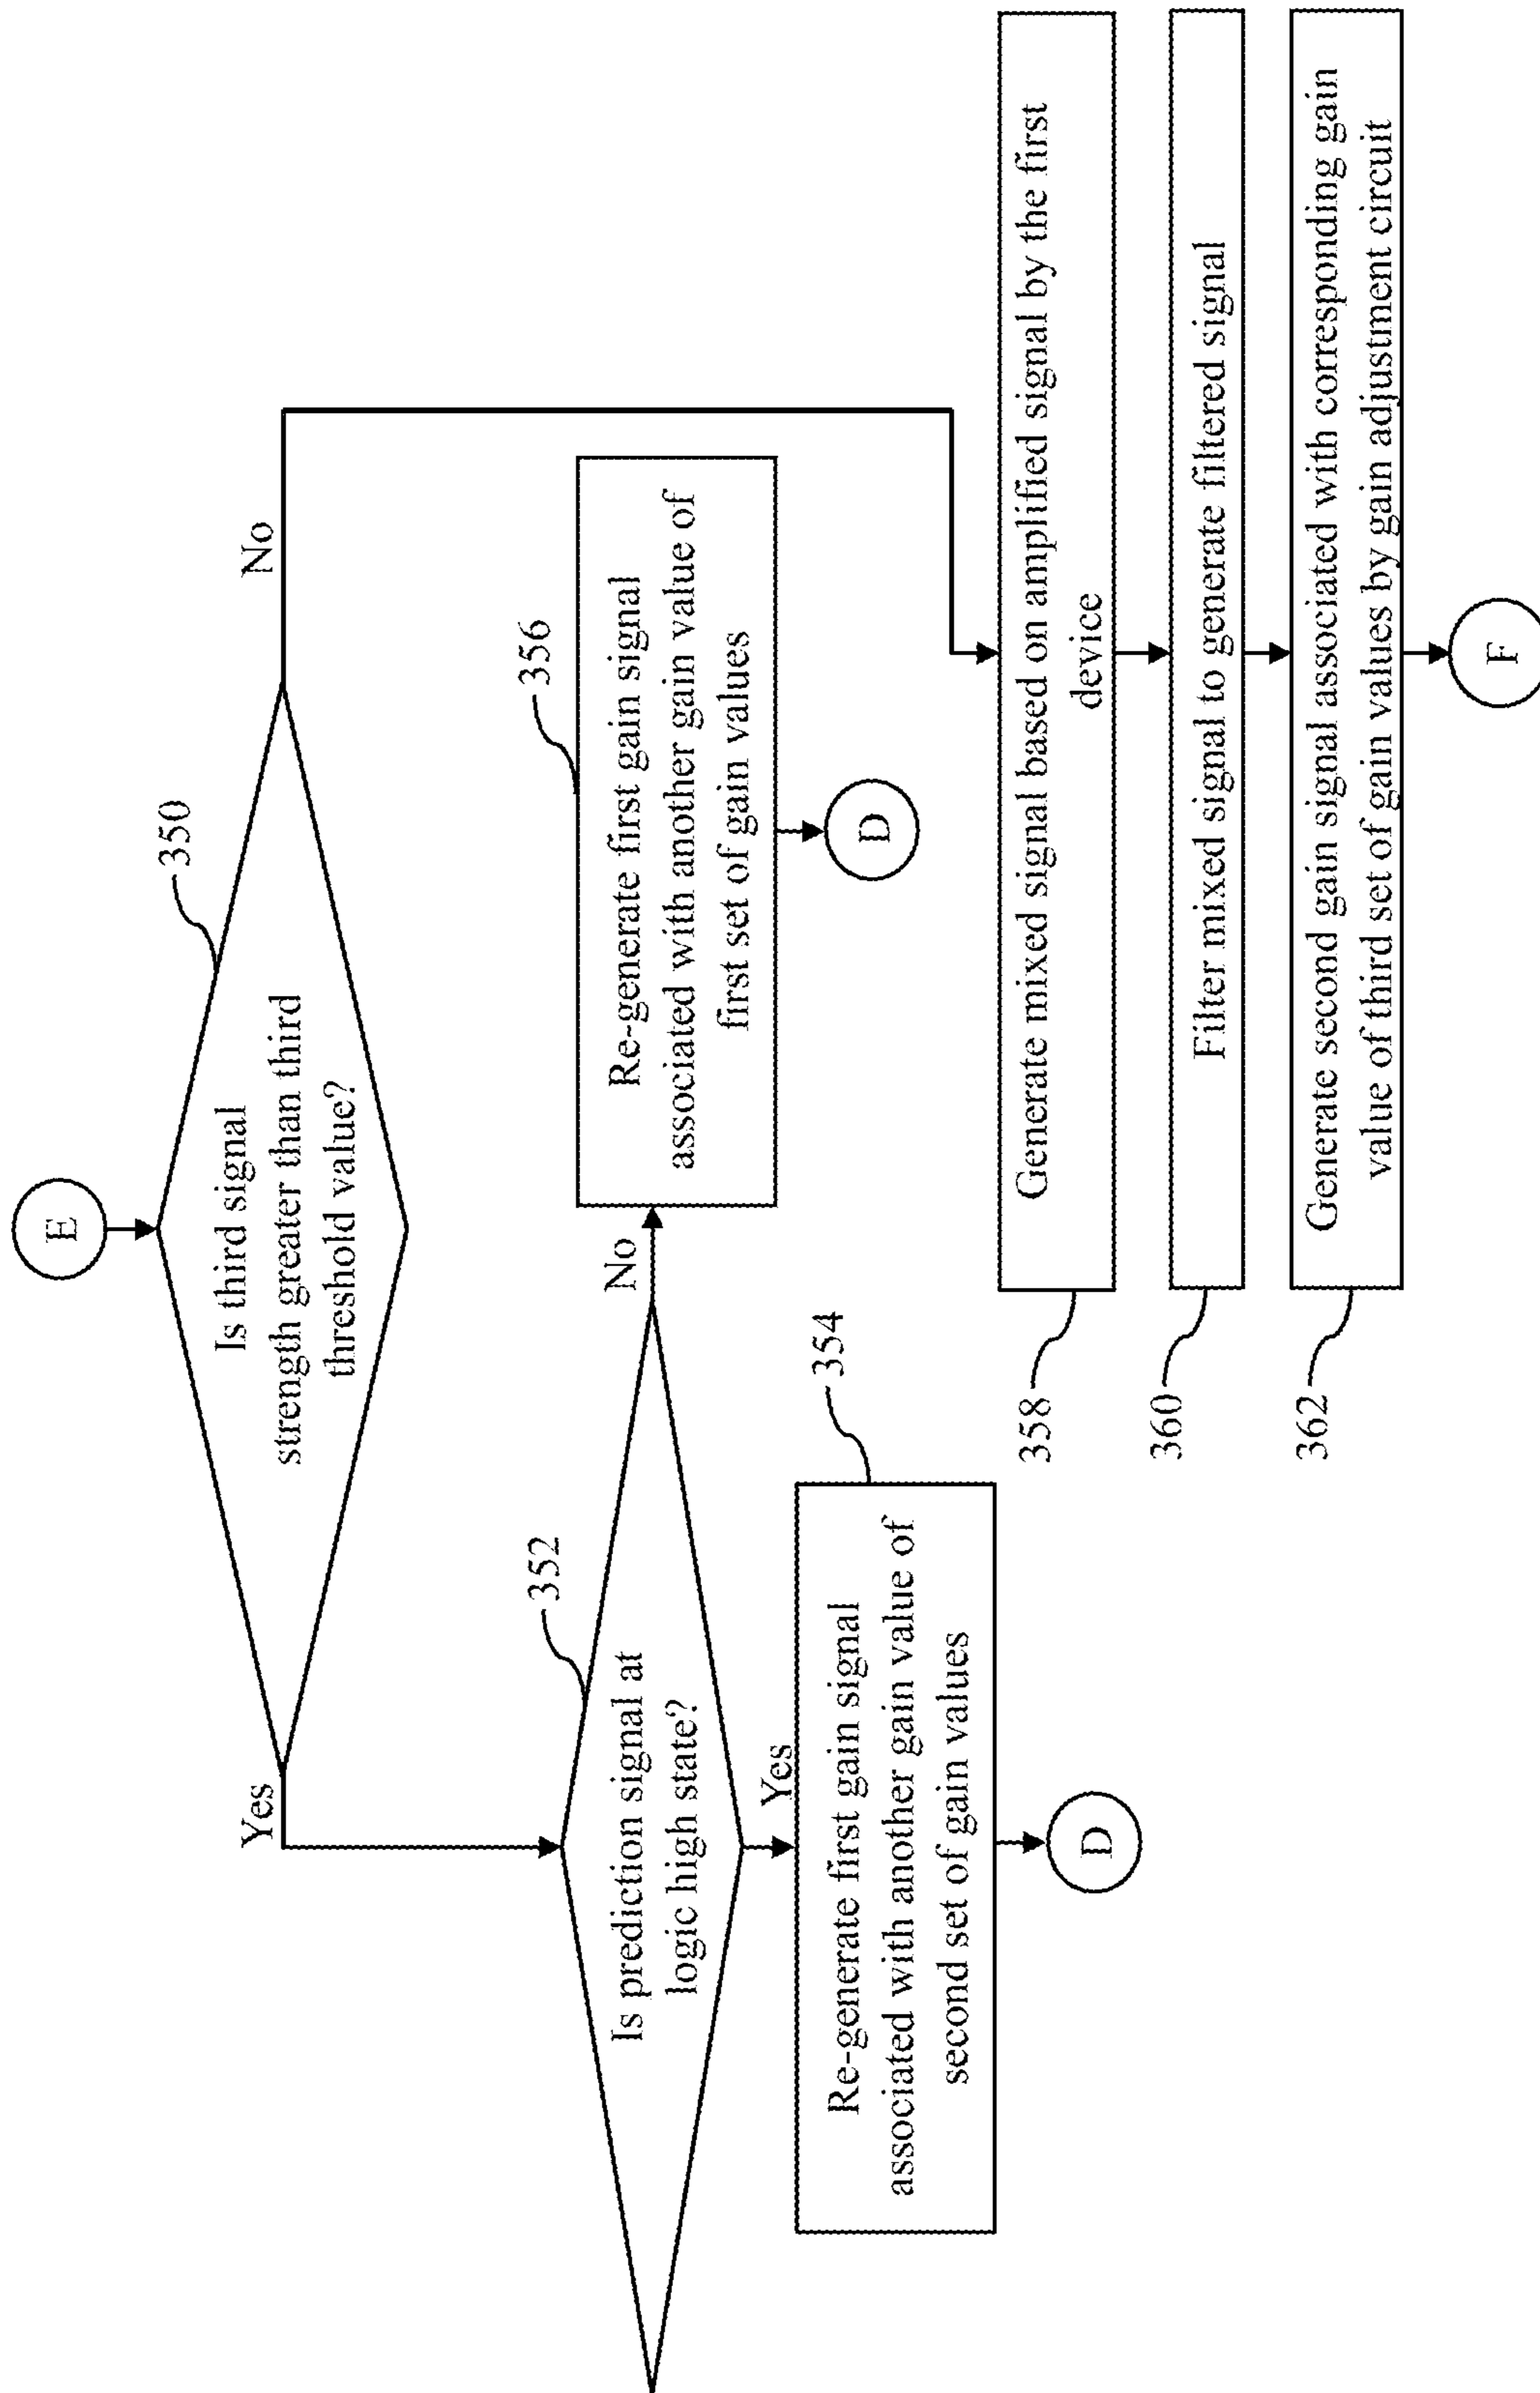 E
350
Is third signal
strength greater than third
threshold value?
Yes
No
352
Is prediction signal at
logic high state?
No
Yes
356
Re-generate first gain signal
associated with another gain value of
first set of gain values
D
354
Re-generate first gain signal
associated with another gain value of
second set of gain values
D
358
Generate mixed signal based on amplified signal by the first
device
360
Filter mixed signal to generate filtered signal
362
Generate second gain signal associated with corresponding gain
value of third set of gain values by gain adjustment circuit
F